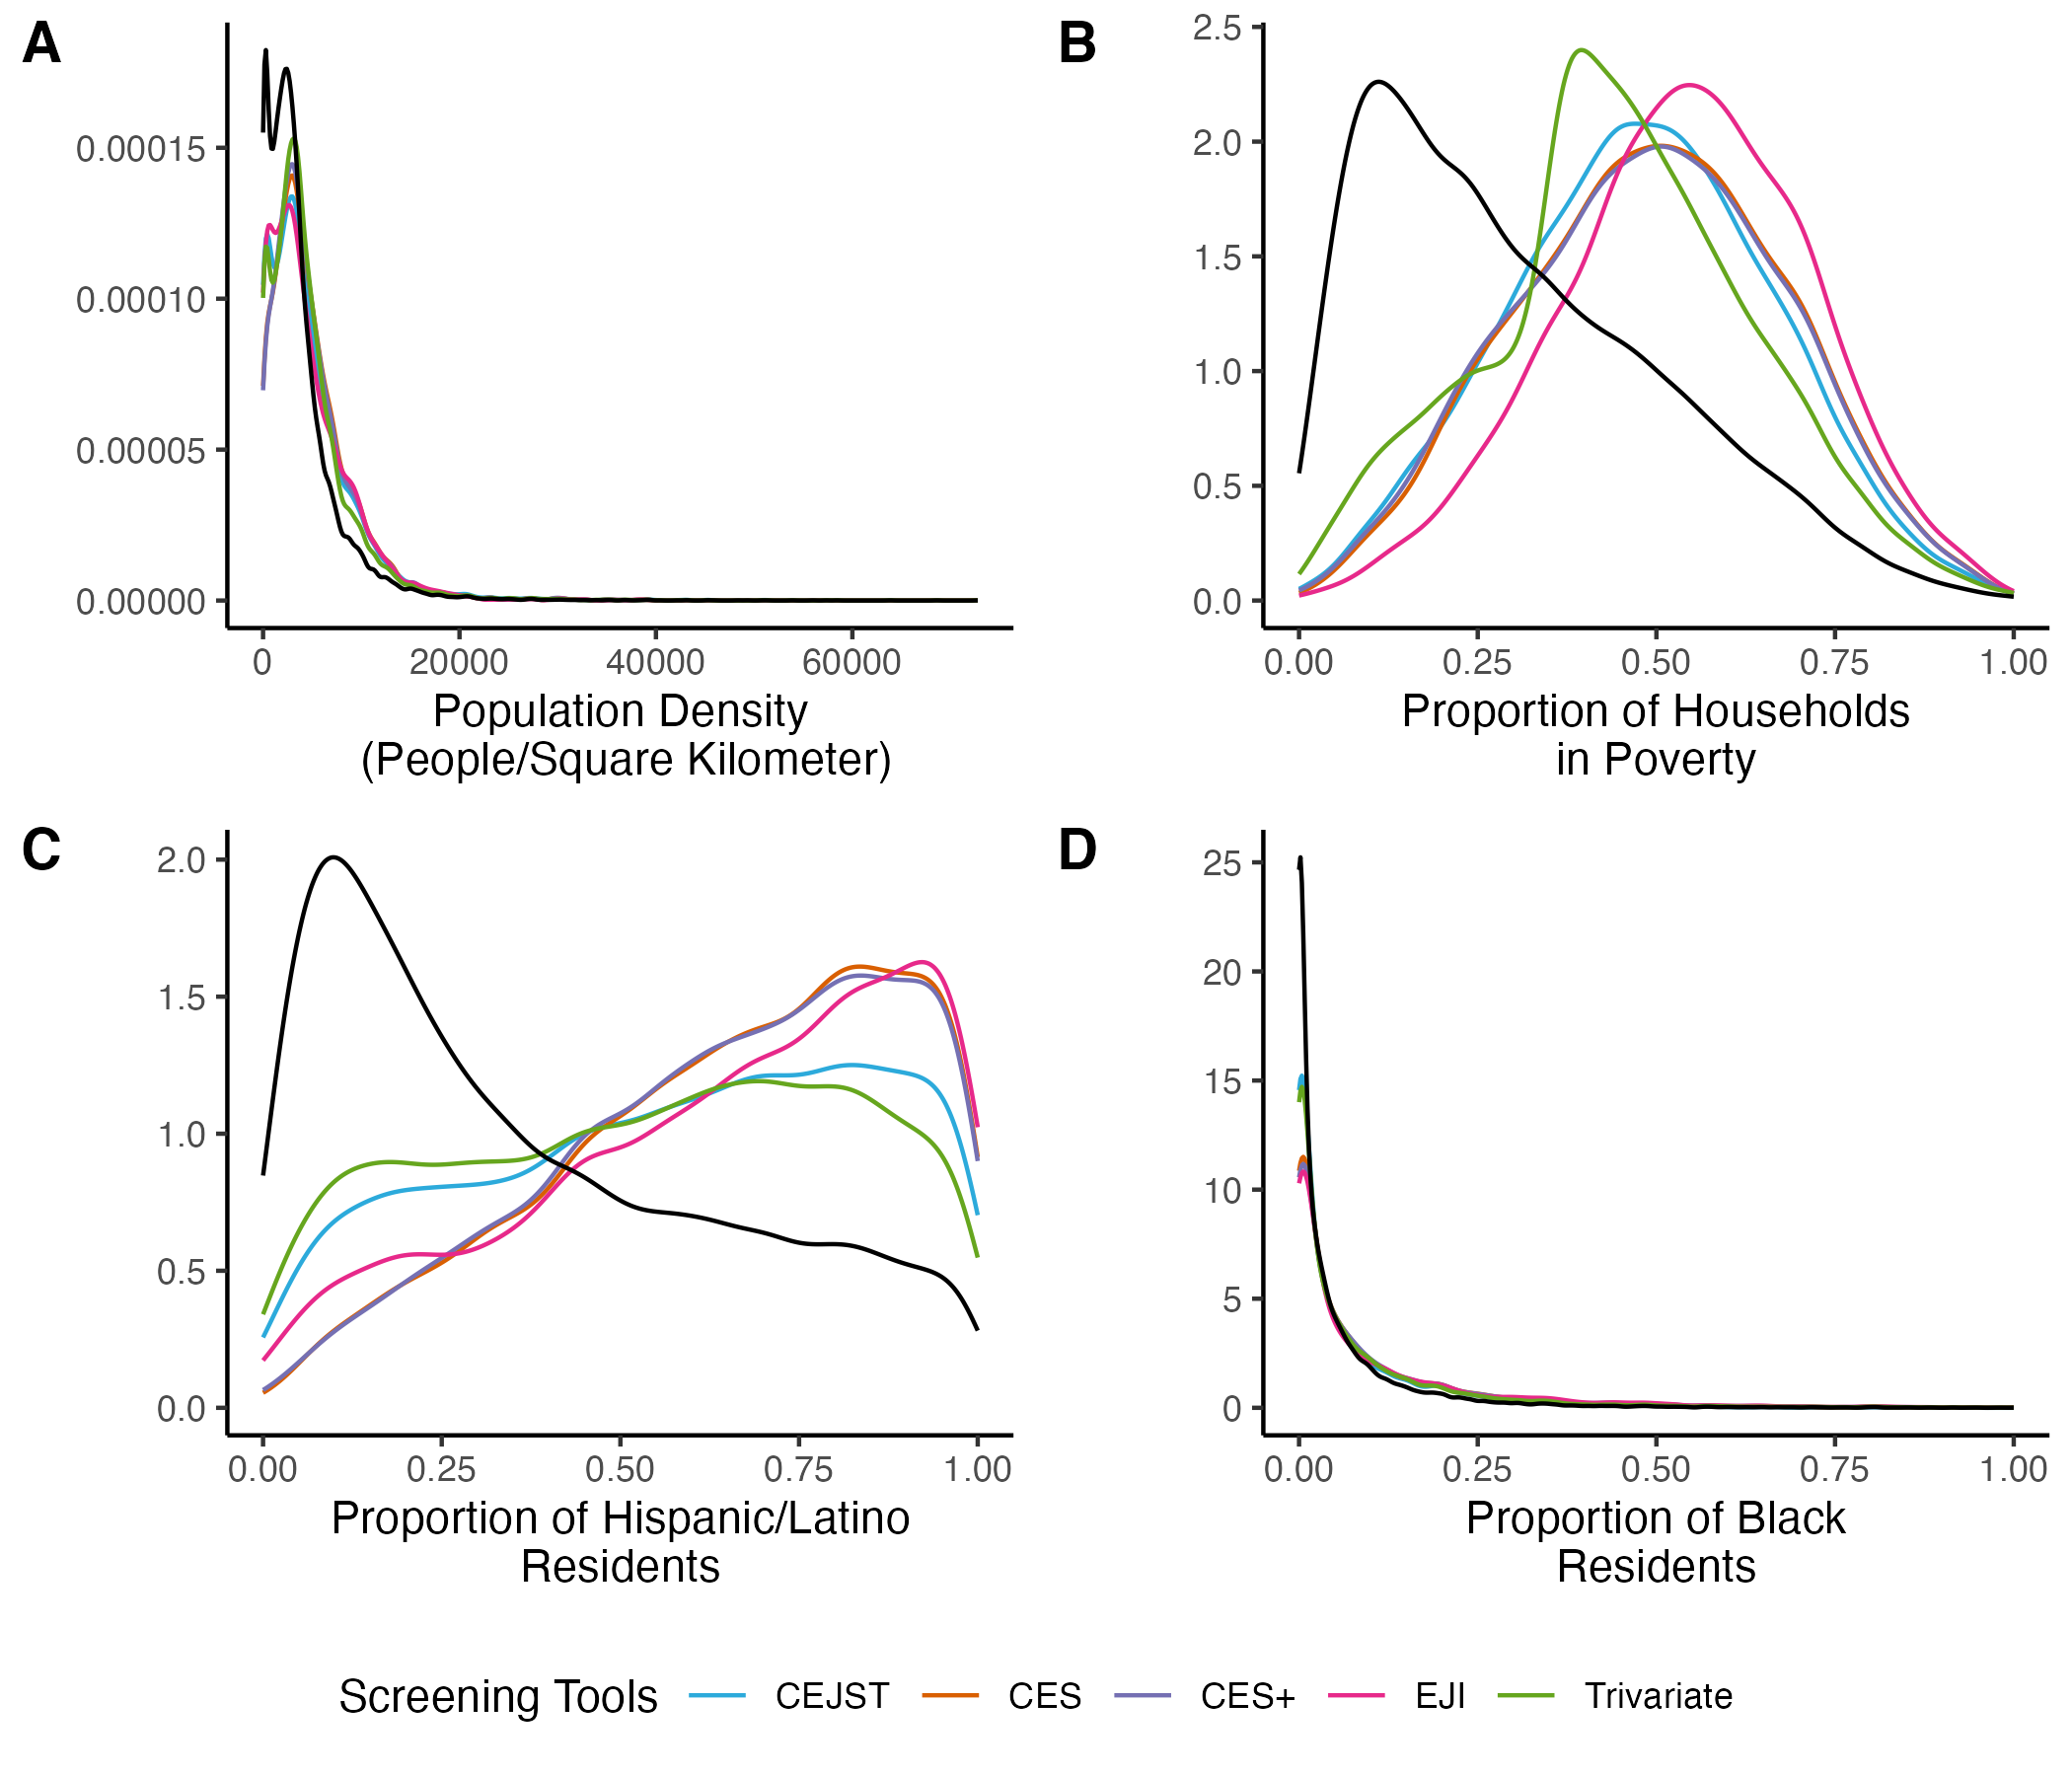 A
0.00015
0.00010
0.00005
0.00000
0 20000 40000 60000
Population Density
(People/Square Kilometer)
B
2.5
2.0
1.5
1.0
0.5
0.0
0.00 0.25 0.50 0.75 1.00
Proportion of Households
in Poverty
C
2.0
1.5
1.0
0.5
0.0
0.00 0.25 0.50 0.75 1.00
Proportion of Hispanic/Latino
Residents
D
25
20
15
10
5
0
0.00 0.25 0.50 0.75 1.00
Proportion of Black
Residents
Screening Tools CEJST CES CES+ EJI Trivariate